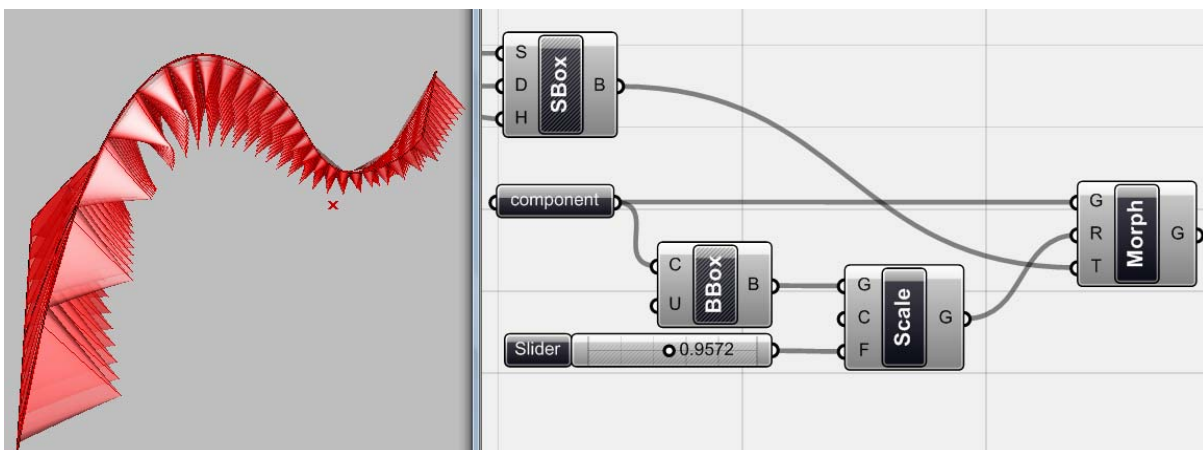 S
D
H
SBox
B
component
G
R
T
Morph
G
C
U
BBox
B
G
C
F
Scale
G
Slider
0.9572